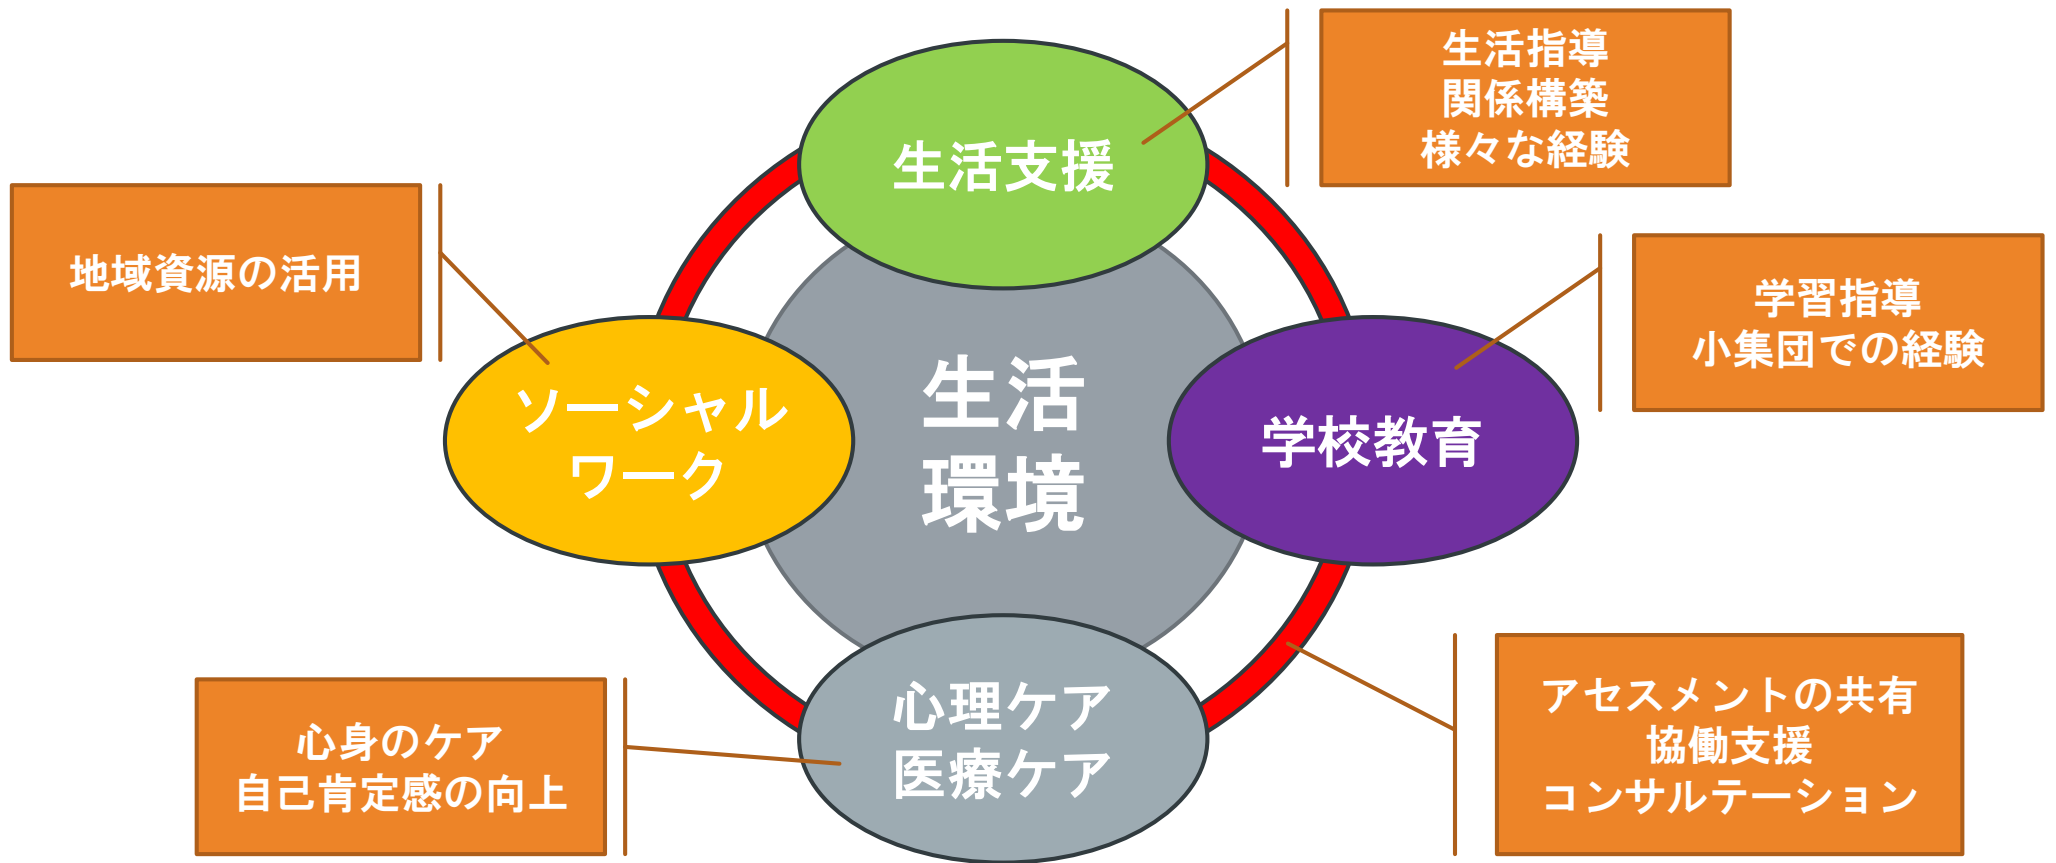 生活指導
関係構築
様々な経験
生活支援
地域資源の活用
学習指導
小集団での経験
ソーシャル
ワーク
生活
環境
学校教育
心理ケア
医療ケア
心身のケア
自己肯定感の向上
アセスメントの共有
協働支援
コンサルテーション